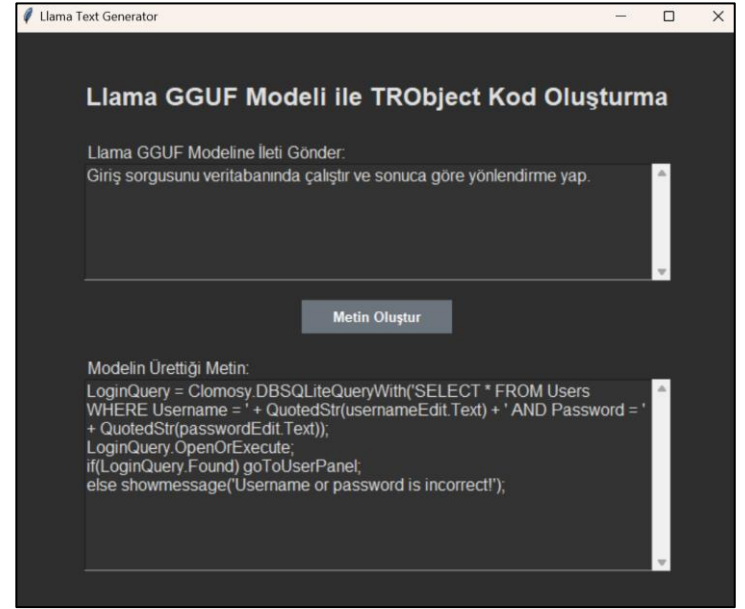 Llama Text Generator
Llama GGUF Modeli ile TRObject Kod Oluşturma
Llama GGUF Modeline İleti Gönder:
Giriş sorgusunu veritabanında çalıştır ve sonuca göre yönlendirme yap.
Metin Oluştur
Modelin Ürettiği Metin:
LoginQuery = Clomosy.DBSQLiteQueryWith('SELECT * FROM Users
WHERE Username = ' + QuotedStr(usernameEdit.Text) + ' AND Password = '
+ QuotedStr(passwordEdit.Text));
LoginQuery.OpenOrExecute;
if(LoginQuery.Found) goToUserPanel;
else showmessage('Username or password is incorrect!');